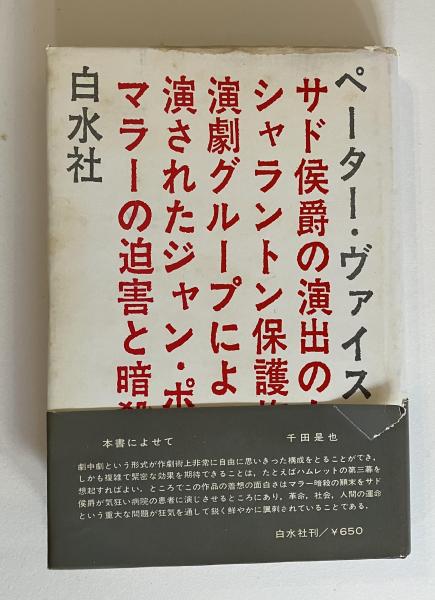 ペーター・ヴァイス
サド侯爵の演出の
シャラントン保護
演劇グループによ
演されたジャン・ポ
マラーの迫害と暗
白水社
本書によせて 千田是也
劇中劇という形式が作劇術上非常に自由に思いきった構成をとることができ,
しかも複雑で緊密な効果を期待できることは, たとえばハムレットの第三幕を
想起すればよい. ところでこの作品の着想の面白さはマラー暗殺の顚末をサド
侯爵が気狂い病院の患者に演じさせるところにあり, 革命, 社会, 人間の運命
という重大な問題が狂気を通して鋭く鮮やかに諷刺されていることである.
白水社刊/¥650